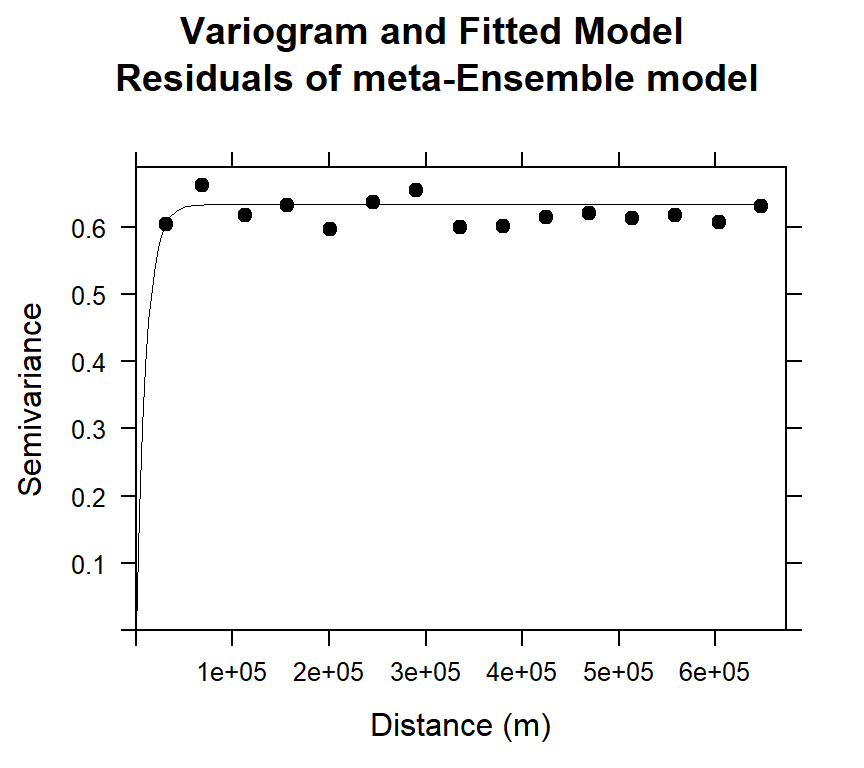 Variogram and Fitted Model
Residuals of meta-Ensemble model
0.6
0.5
0.4
0.3
0.2
0.1
Semivariance
1e+05 2e+05 3e+05 4e+05 5e+05 6e+05
Distance (m)